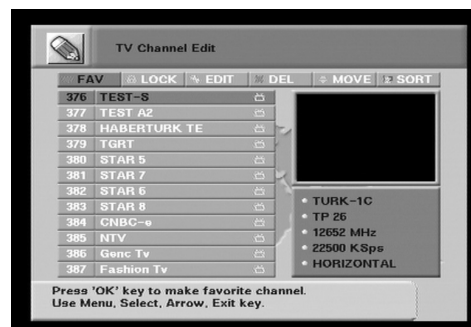 TV Channel Edit
FAV LOCK EDIT DEL MOVE SORT
376 TEST-S
377 TEST A2
378 HABERTURK TE
379 TGRT
380 STAR 5
381 STAR 7
382 STAR 6
383 STAR 8
384 CNBC-e
385 NTV
386 Genc Tv
387 Fashion Tv
TURK-1C
TP 26
12652 MHz
22500 KSps
HORIZONTAL
Press 'OK' key to make favorite channel.
Use Menu, Select, Arrow, Exit key.